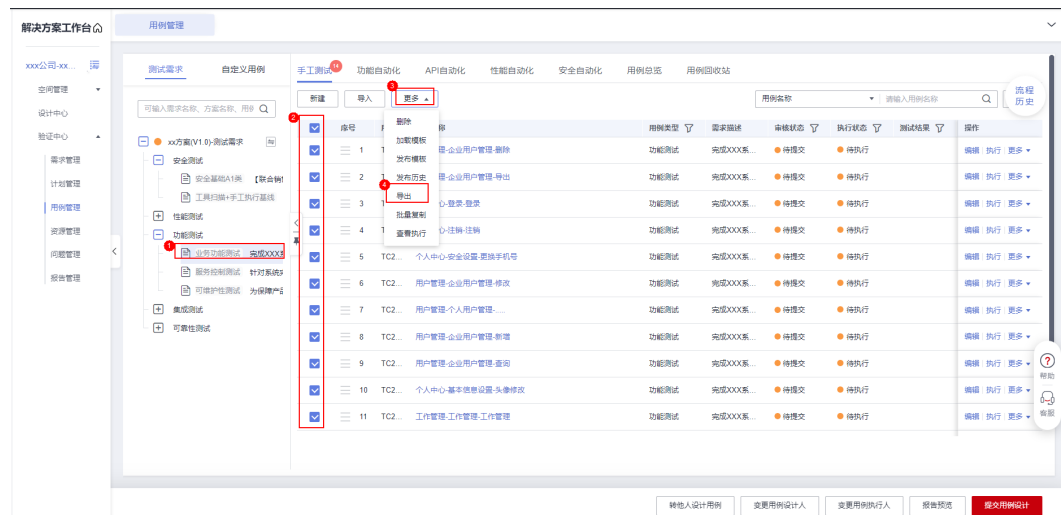 解决方案工作台
用例管理
xxx公司-xx...
空间管理
设计中心
验证中心
需求管理
计划管理
用例管理
资源管理
问题管理
报告管理
测试需求 自定义用例
可输入需求名称、方案名称、用例
xx方案(V1.0)-测试需求
安全测试
安全基础A1类 【联合销
工具扫描+手工执行基线
性能测试
1
功能测试
业务功能测试 完成XXX系
服务控制测试 针对系统
可维护性测试 为保障产品
集成测试
可靠性测试
手工测试 14 功能自动化 API自动化 性能自动化 安全自动化 用例总览 用例回收站
3
新建 导入 更多 用例名称 请输入用例名称
流程历史
删除
加载模板
发布模板
发布历史
4
导出
批量复制
查看执行
2
序号 用例类型 需求描述 审核状态 执行状态 测试结果 操作
1 理-企业用户管理-删除 功能测试 完成XXX系... 待提交 待执行 编辑 执行 更多
2 理-企业用户管理-导出 功能测试 完成XXX系... 待提交 待执行 编辑 执行 更多
3 心-登录-登录 功能测试 完成XXX系... 待提交 待执行 编辑 执行 更多
4 心-注销-注销 功能测试 完成XXX系... 待提交 待执行 编辑 执行 更多
5 TC2... 个人中心-安全设置-更换手机号 功能测试 完成XXX系... 待提交 待执行 编辑 执行 更多
6 TC2... 用户管理-企业用户管理-修改 功能测试 完成XXX系... 待提交 待执行 编辑 执行 更多
7 TC2... 用户管理-个人用户管理-...... 功能测试 完成XXX系... 待提交 待执行 编辑 执行 更多
8 TC2... 用户管理-企业用户管理-新增 功能测试 完成XXX系... 待提交 待执行 编辑 执行 更多
9 TC2... 用户管理-企业用户管理-查询 功能测试 完成XXX系... 待提交 待执行 编辑 执行 更多
10 TC2... 个人中心-基本信息设置-头像修改 功能测试 完成XXX系... 待提交 待执行 编辑 执行 更多
11 TC2... 工作管理-工作管理-工作管理 功能测试 完成XXX系... 待提交 待执行 编辑 执行 更多
帮助
客服
转他人设计用例 变更用例设计人 变更用例执行人 报告预览 提交用例设计